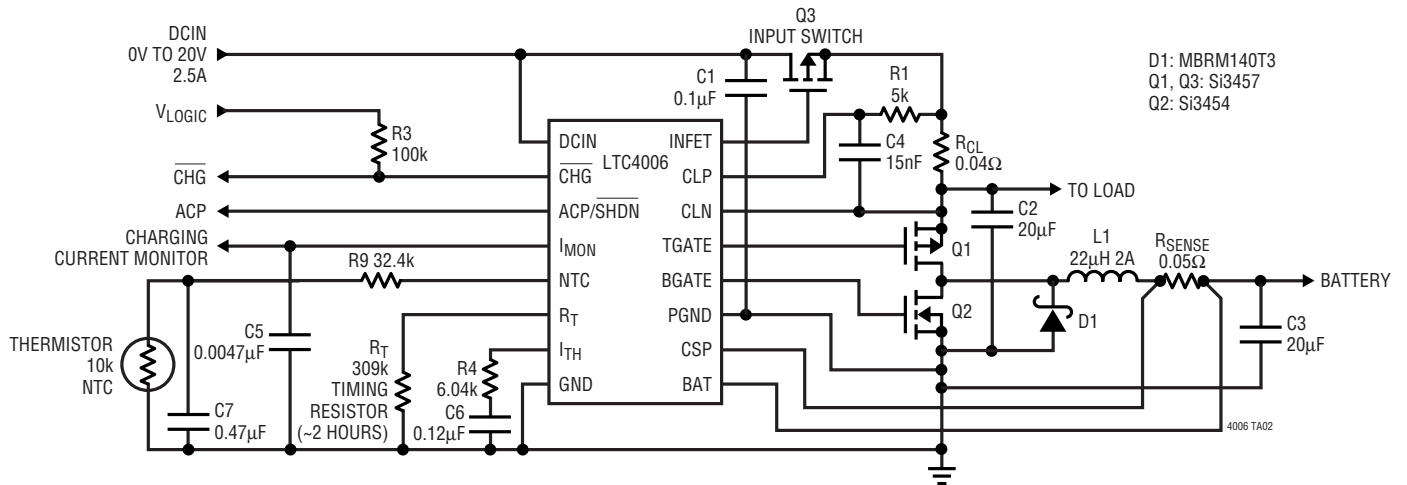 DCIN
0V TO 20V
2.5A
Q3
INPUT SWITCH
D1: MBRM140T3
Q1, Q3: Si3457
Q2: Si3454
VLOGIC
R3
100k
C1
0.1µF
R1
5k
C4
15nF
RCL
0.04Ω
CHG
ACP
CHARGING
CURRENT MONITOR
LTC4006
DCIN
CHG
ACP/SHDN
IMON
NTC
RT
ITH
GND
INFET
CLP
CLN
TGATE
BGATE
PGND
CSP
BAT
TO LOAD
C2
20µF
Q1
Q2
D1
L1
22µH 2A
RSENSE
0.05Ω
BATTERY
C3
20µF
R9 32.4k
THERMISTOR
10k
NTC
C5
0.0047µF
C7
0.47µF
RT
309k
TIMING
RESISTOR
(~2 HOURS)
R4
6.04k
C6
0.12µF
4006 TA02